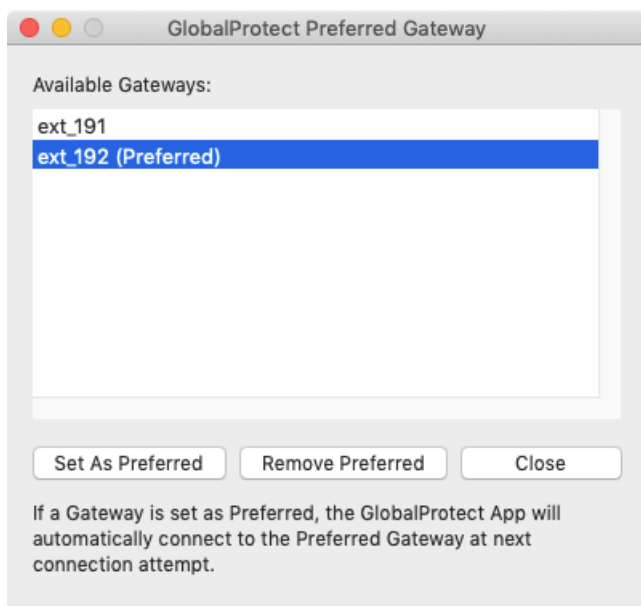 GlobalProtect Preferred Gateway
Available Gateways:
ext_191
ext_192 (Preferred)
Set As Preferred
Remove Preferred
Close
If a Gateway is set as Preferred, the GlobalProtect App will
automatically connect to the Preferred Gateway at next
connection attempt.